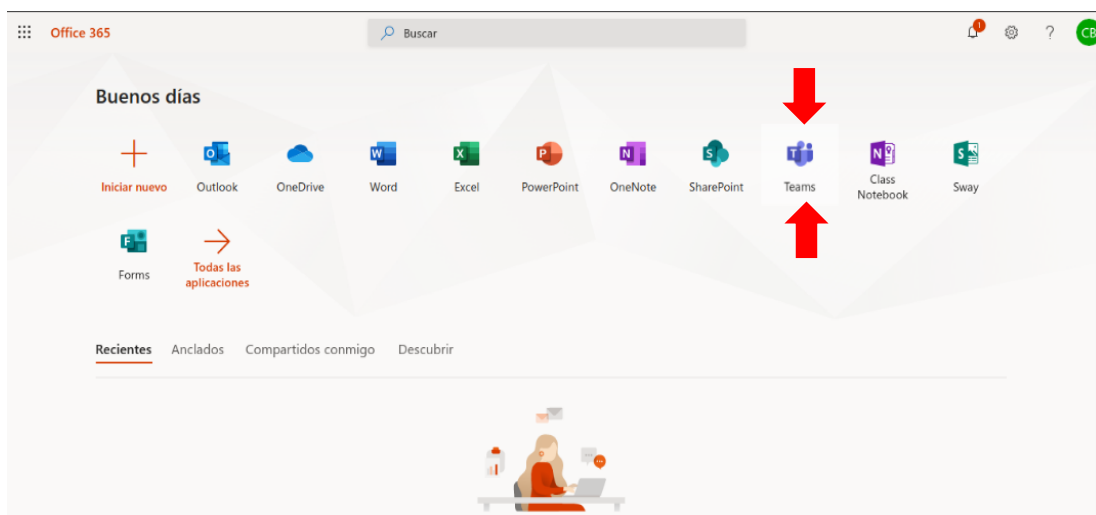 Office 365
Buscar
1
?
CB
Buenos días
Iniciar nuevo
Outlook
OneDrive
Word
Excel
PowerPoint
OneNote
SharePoint
Teams
Class
Notebook
Sway
Forms
Todas las
aplicaciones
Recientes Anclados Compartidos conmigo Descubrir